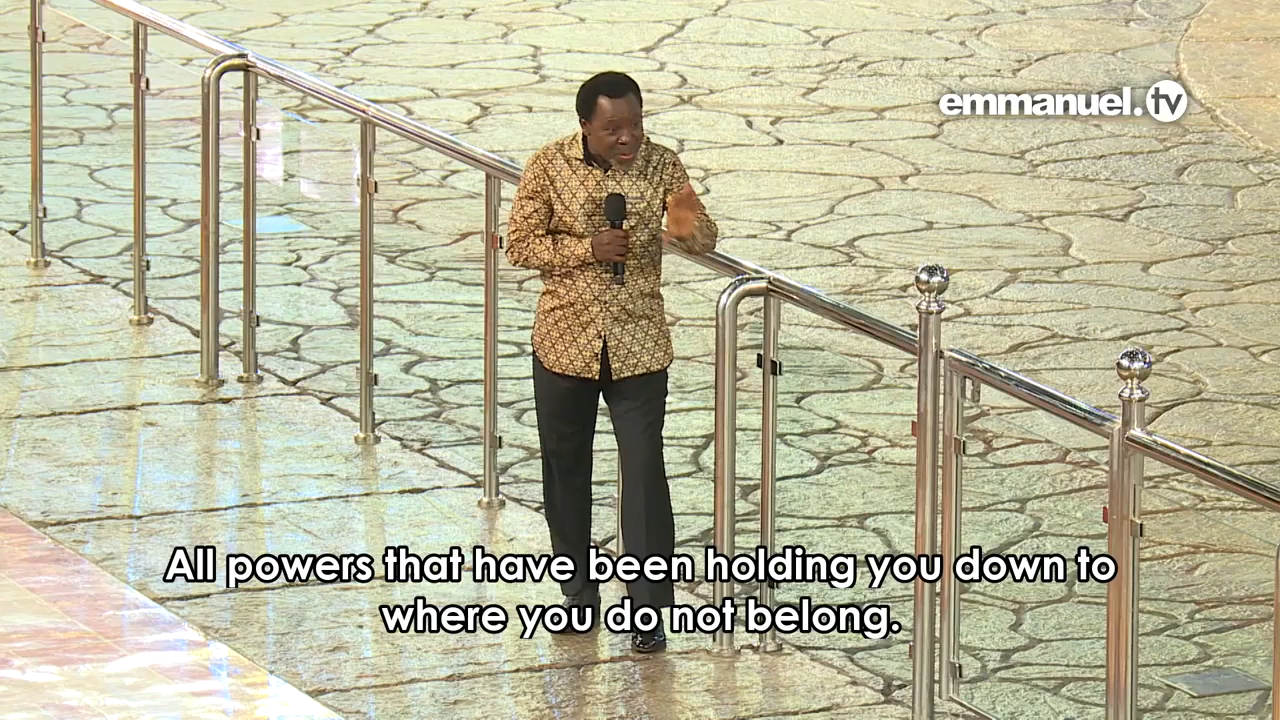 emmanuel.tv
All powers that have been holding you down to
where you do not belong.